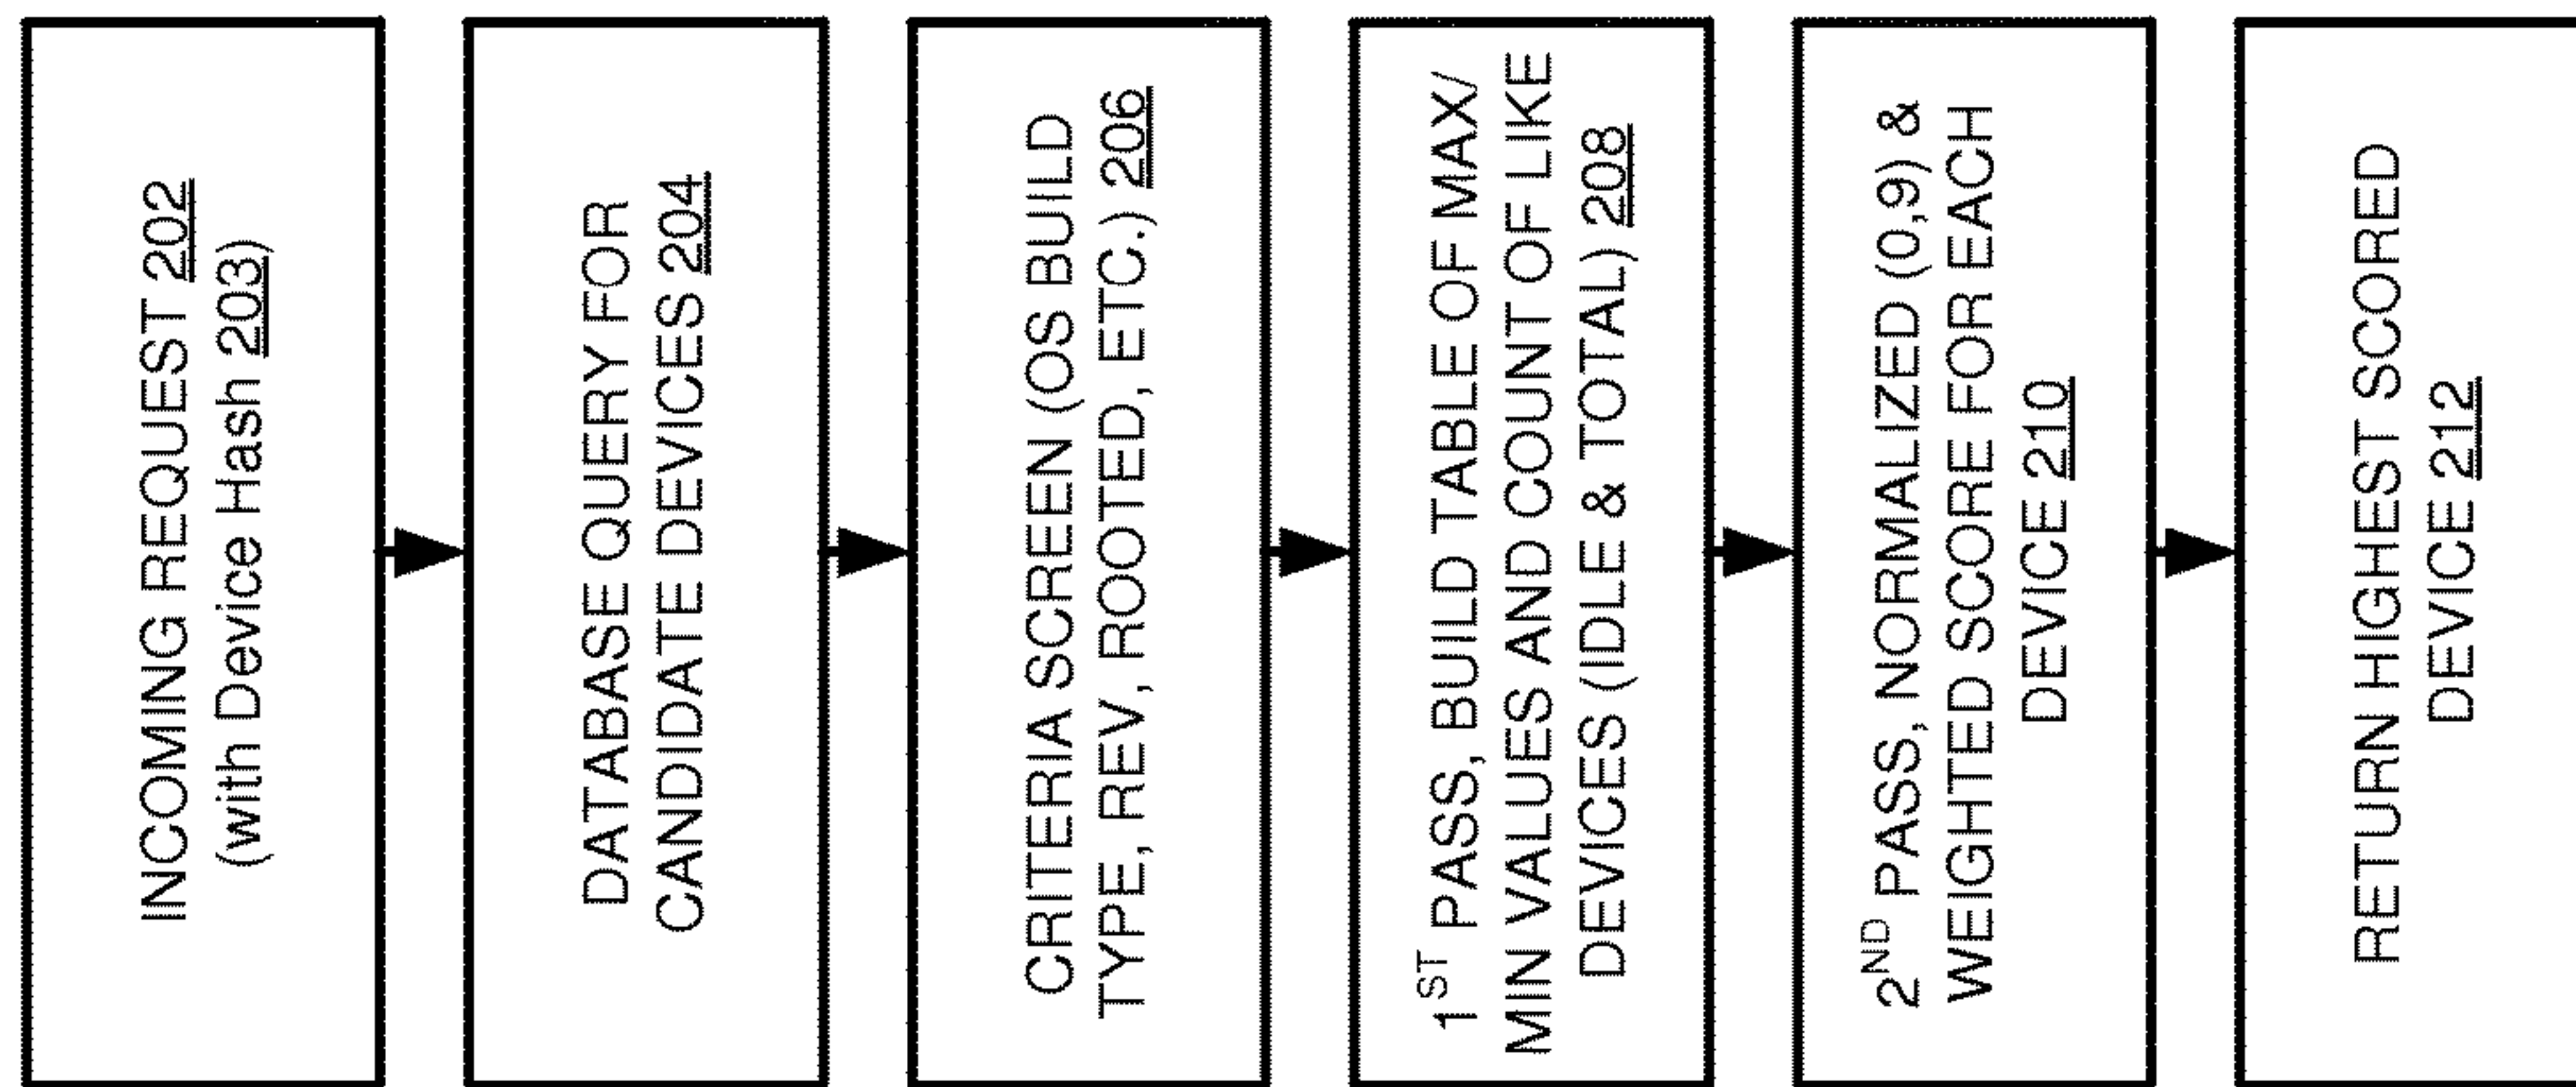 INCOMING REQUEST 202
(with Device Hash 203)
DATABASE QUERY FOR
CANDIDATE DEVICES 204
CRITERIA SCREEN (OS BUILD
TYPE, REV, ROOTED, ETC.) 206
1ST PASS, BUILD TABLE OF MAX/
MIN VALUES AND COUNT OF LIKE
DEVICES (IDLE & TOTAL) 208
2ND PASS, NORMALIZED (0,9) &
WEIGHTED SCORE FOR EACH
DEVICE 210
RETURN HIGHEST SCORED
DEVICE 212